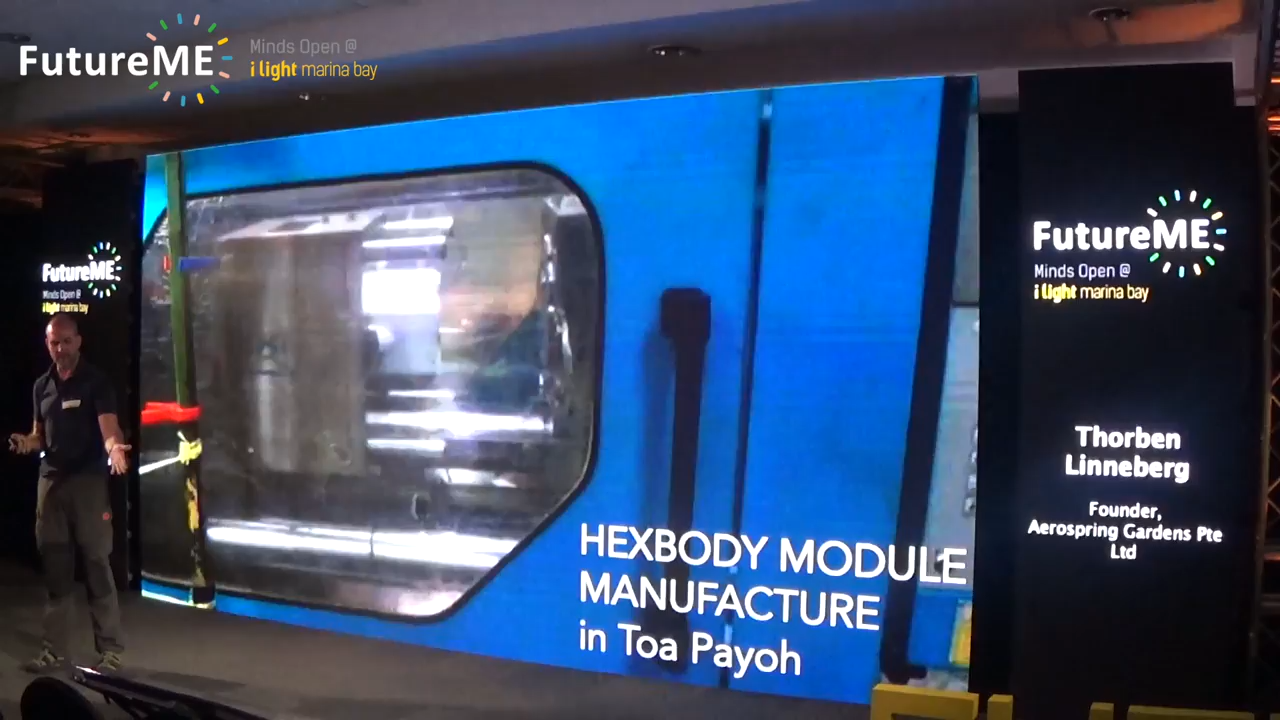 FutureME
Minds Open @
i light marina bay
FutureME
Minds Open @
i light marina bay
HEXBODY MODULE
MANUFACTURE
in Toa Payoh
FutureME
Minds Open @
i light marina bay
Thorben
Linneberg
Founder,
Aerospring Gardens Pte
Ltd